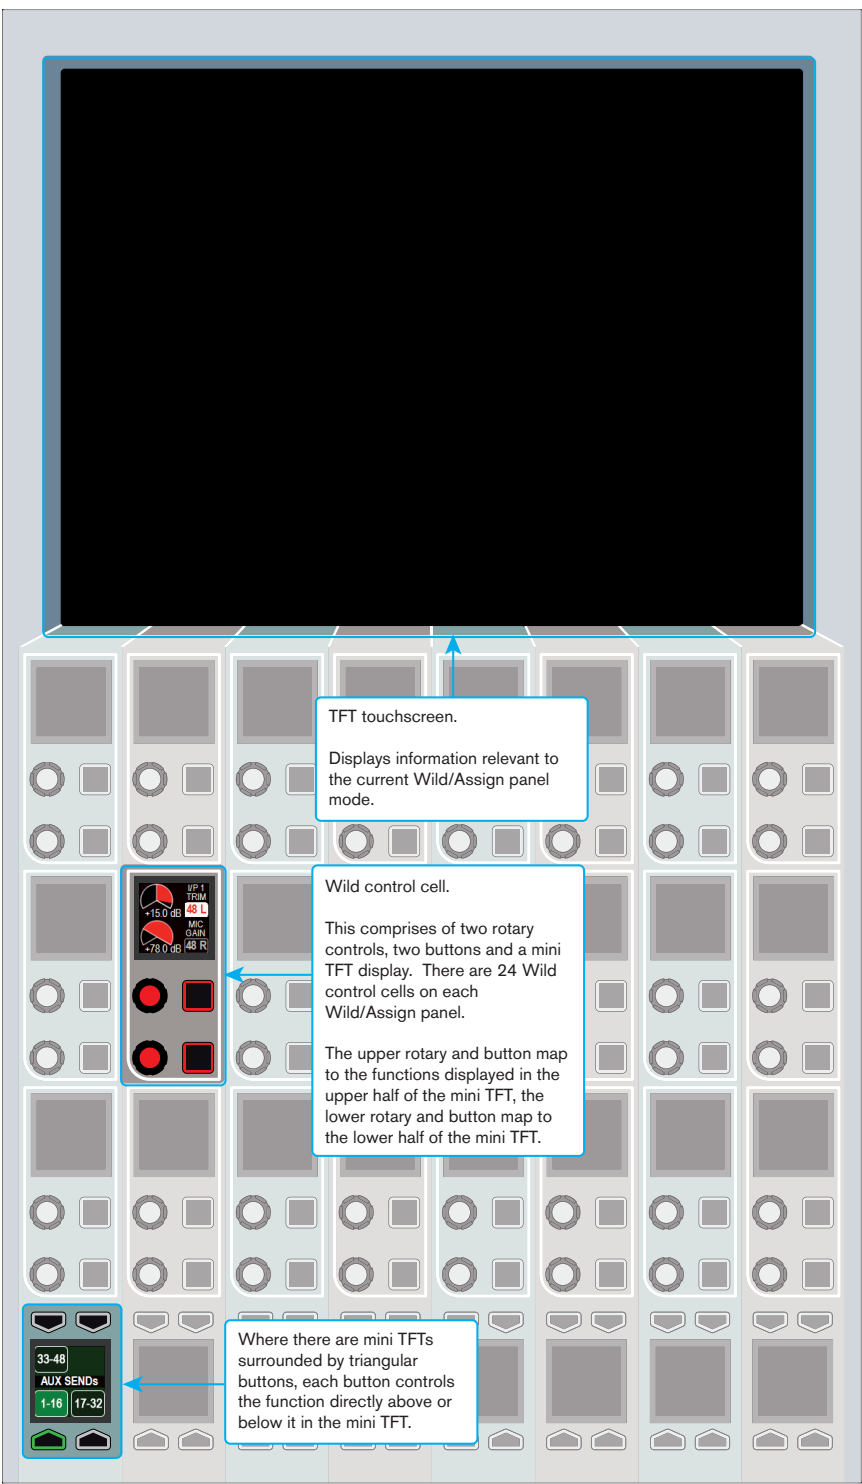 TFT touchscreen.
Displays information relevant to
the current Wild/Assign panel
mode.
I/P 1
TRIM
+15.0 dB
48 L
MIC
GAIN
+78.0 dB
48 R
Wild control cell.
This comprises of two rotary
controls, two buttons and a mini
TFT display.  There are 24 Wild
control cells on each
Wild/Assign panel.
The upper rotary and button map
to the functions displayed in the
upper half of the mini TFT, the
lower rotary and button map to
the lower half of the mini TFT.
33-48
AUX SENDs
1-16 17-32
Where there are mini TFTs
surrounded by triangular
buttons, each button controls
the function directly above or
below it in the mini TFT.